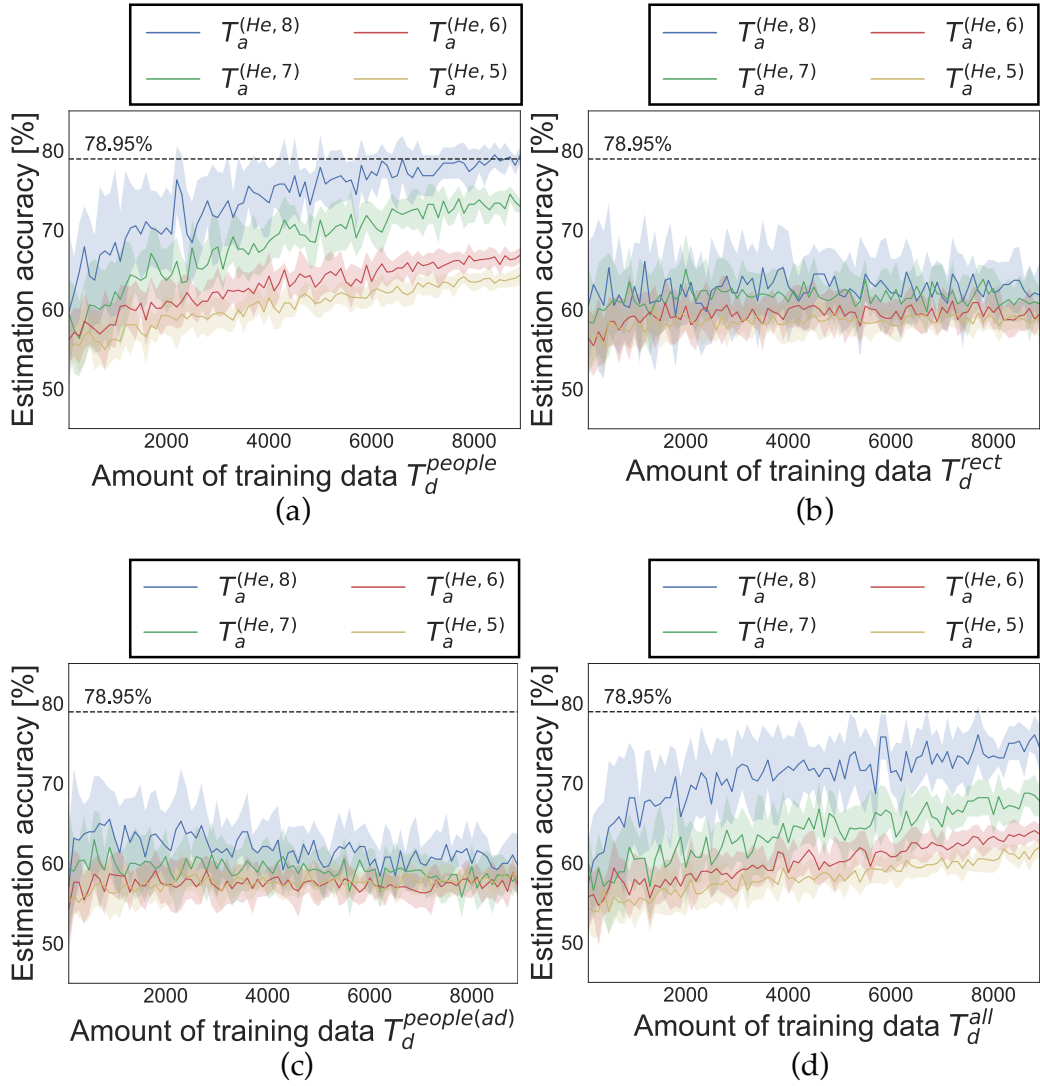 T_a^(He, 8) T_a^(He, 6)
T_a^(He, 7) T_a^(He, 5)
Estimation accuracy [%]
80
70
60
50
78.95%
2000 4000 6000 8000
Amount of training data T_d^people
(a)
T_a^(He, 8) T_a^(He, 6)
T_a^(He, 7) T_a^(He, 5)
Estimation accuracy [%]
80
70
60
50
78.95%
2000 4000 6000 8000
Amount of training data T_d^rect
(b)
T_a^(He, 8) T_a^(He, 6)
T_a^(He, 7) T_a^(He, 5)
Estimation accuracy [%]
80
70
60
50
78.95%
2000 4000 6000 8000
Amount of training data T_d^people(ad)
(c)
T_a^(He, 8) T_a^(He, 6)
T_a^(He, 7) T_a^(He, 5)
Estimation accuracy [%]
80
70
60
50
78.95%
2000 4000 6000 8000
Amount of training data T_d^all
(d)